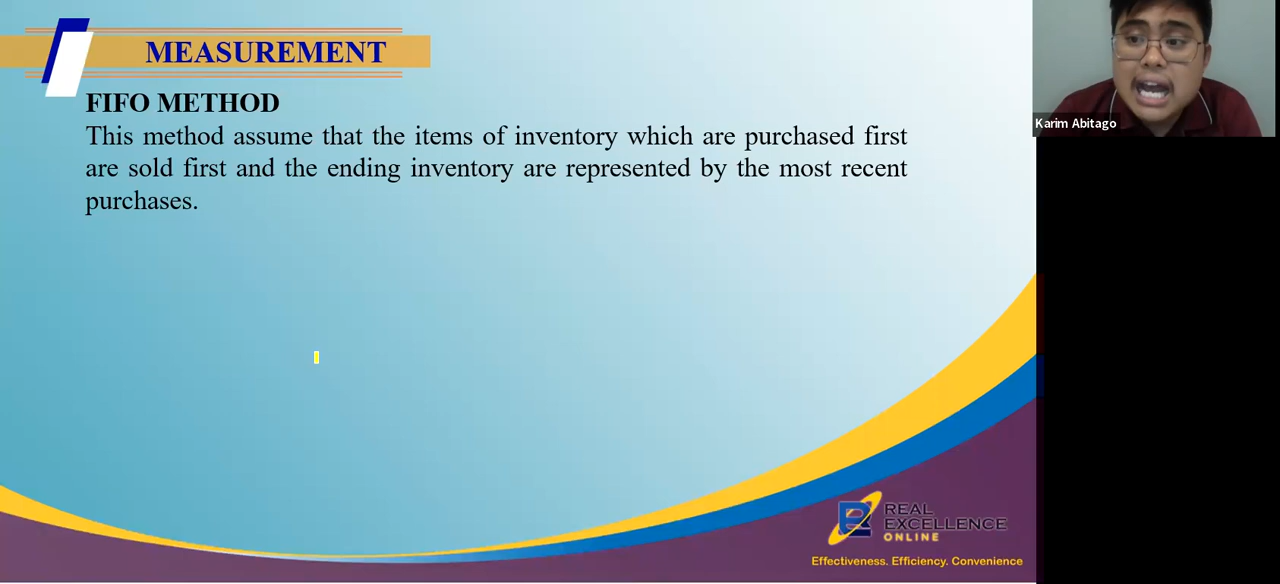 MEASUREMENT
FIFO METHOD
This method assume that the items of inventory which are purchased first
are sold first and the ending inventory are represented by the most recent
purchases.
Karim Abitago
REAL
EXCELLENCE
ONLINE
Effectiveness. Efficiency. Convenience